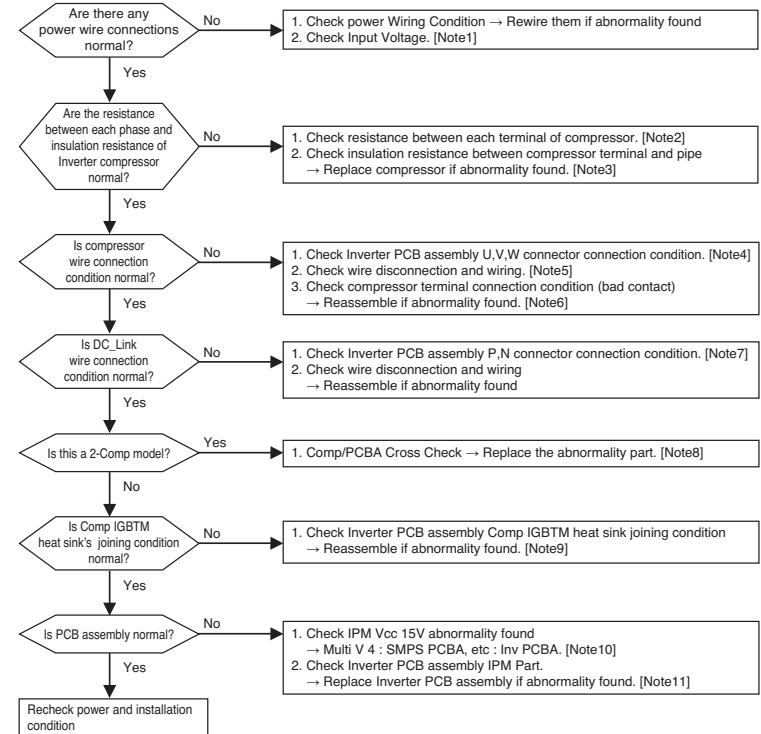 Are there any
power wire connections
normal?
No
1. Check power Wiring Condition → Rewire them if abnormality found
2. Check Input Voltage. [Note1]
Yes
Are the resistance
between each phase and
insulation resistance of
Inverter compressor
normal?
No
1. Check resistance between each terminal of compressor. [Note2]
2. Check insulation resistance between compressor terminal and pipe
→ Replace compressor if abnormality found. [Note3]
Yes
Is compressor
wire connection
condition normal?
No
1. Check Inverter PCB assembly U,V,W connector connection condition. [Note4]
2. Check wire disconnection and wiring. [Note5]
3. Check compressor terminal connection condition (bad contact)
→ Reassemble if abnormality found. [Note6]
Yes
Is DC_Link
wire connection
condition normal?
No
1. Check Inverter PCB assembly P,N connector connection condition. [Note7]
2. Check wire disconnection and wiring
→ Reassemble if abnormality found
Yes
Is this a 2-Comp model?
Yes
1. Comp/PCBA Cross Check → Replace the abnormality part. [Note8]
No
Is Comp IGBTM
heat sink's joining condition
normal?
No
1. Check Inverter PCB assembly Comp IGBTM heat sink joining condition
→ Reassemble if abnormality found. [Note9]
Yes
Is PCB assembly normal?
No
1. Check IPM Vcc 15V abnormality found
→ Multi V 4 : SMPS PCBA, etc : Inv PCBA. [Note10]
2. Check Inverter PCB assembly IPM Part.
→ Replace Inverter PCB assembly if abnormality found. [Note11]
Yes
Recheck power and installation
condition